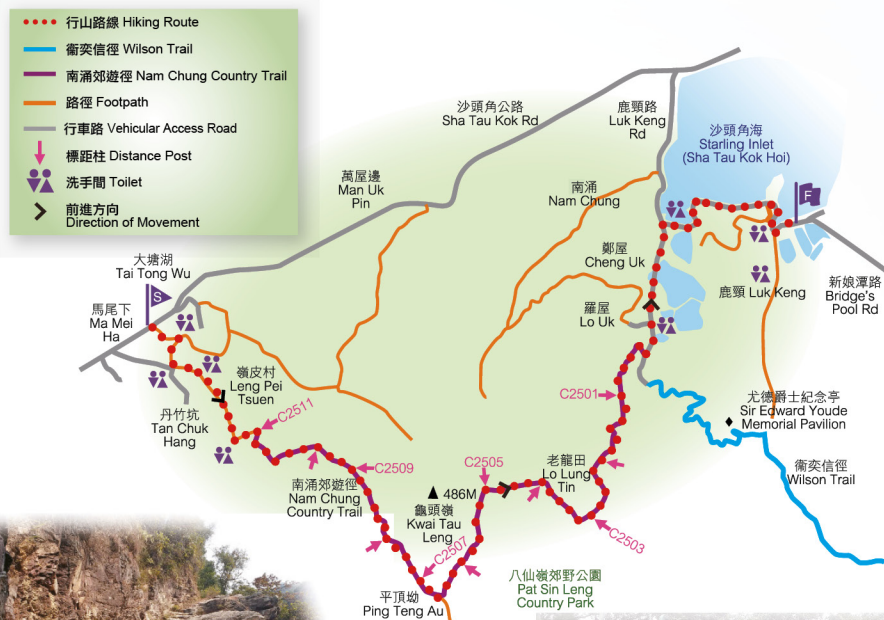 行山路線 Hiking Route
衞奕信徑 Wilson Trail
南涌郊遊徑 Nam Chung Country Trail
路徑 Footpath
行車路 Vehicular Access Road
標距柱 Distance Post
洗手間 Toilet
前進方向
Direction of Movement
沙頭角公路
Sha Tau Kok Rd
鹿頸路
Luk Keng
Rd
沙頭角海
Starling Inlet
(Sha Tau Kok Hoi)
萬屋邊
Man Uk
Pin
南涌
Nam Chung
F
鄭屋
Cheng Uk
大塘湖
Tai Tong Wu
S
馬尾下
Ma Mei
Ha
鹿頸 Luk Keng
新娘潭路
Bridge's
Pool Rd
羅屋
Lo Uk
嶺皮村
Leng Pei
Tsuen
丹竹坑
Tan Chuk
Hang
C2511
C2501
尤德爵士紀念亭
Sir Edward Youde
Memorial Pavilion
衞奕信徑
Wilson Trail
C2509
南涌郊遊徑
Nam Chung
Country Trail
C2505
老龍田
Lo Lung
Tin
486M
龜頭嶺
Kwai Tau
Leng
C2503
C2507
八仙嶺郊野公園
Pat Sin Leng
Country Park
平頂坳
Ping Teng Au